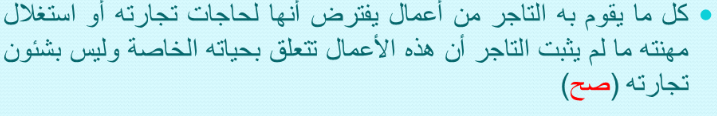 • كل ما يقوم به التاجر من أعمال يفترض أنها لحاجات تجارته أو استغلال
مهنته ما لم يثبت التاجر أن هذه الأعمال تتعلق بحياته الخاصة وليس بشئون
تجارته (صح)